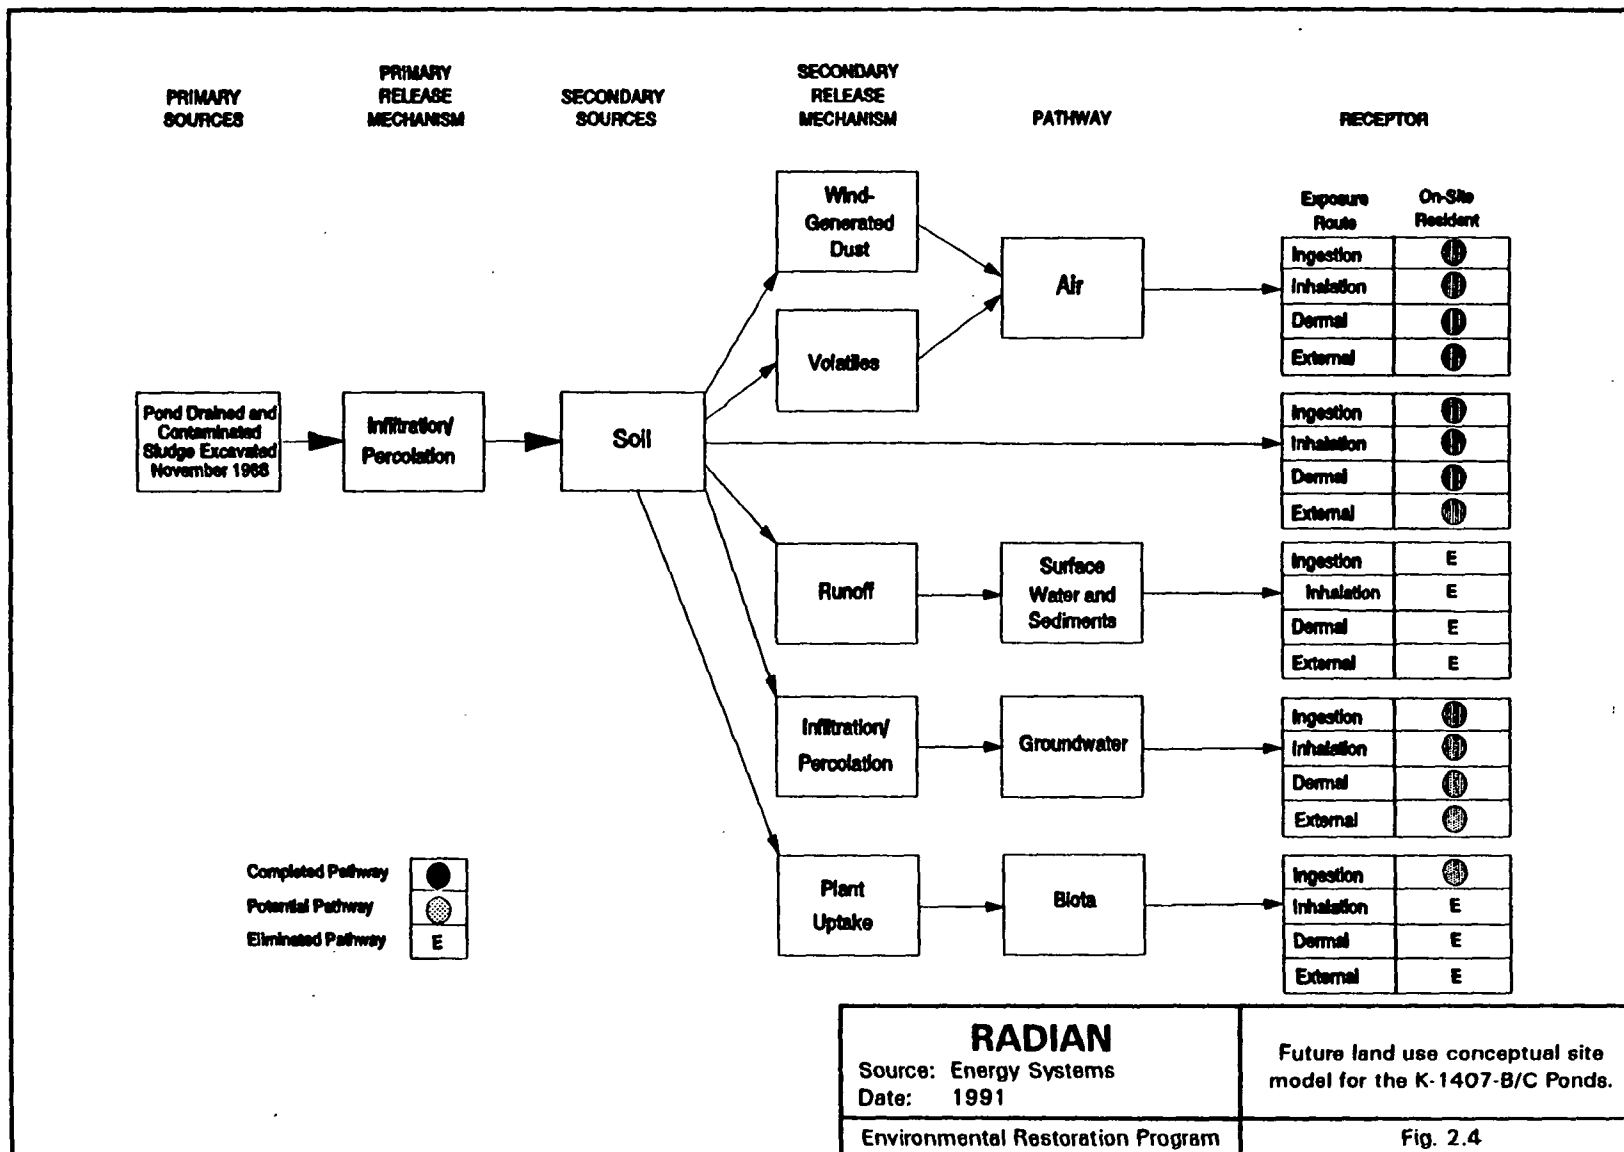 PRIMARY
SOURCES
PRIMARY
RELEASE
MECHANISM
SECONDARY
SOURCES
SECONDARY
RELEASE
MECHANISM
PATHWAY
RECEPTOR
Pond Drained and
Contaminated
Sludge Excavated
November 1988
Infiltration/
Percolation
Soil
Wind-
Generated
Dust
Volatiles
Air
Runoff
Surface
Water and
Sediments
Infiltration/
Percolation
Groundwater
Plant
Uptake
Biota
Exposure
Route
On-Site
Resident
Ingestion
Inhalation
Dermal
External
Ingestion
Inhalation
Dermal
External
Ingestion E
Inhalation E
Dermal E
External E
Ingestion
Inhalation
Dermal
External
Ingestion
Inhalation E
Dermal E
External E
Completed Pathway
Potential Pathway
Eliminated Pathway E
RADIAN
Source: Energy Systems
Date: 1991
Environmental Restoration Program
Future land use conceptual site
model for the K-1407-B/C Ponds.
Fig. 2.4